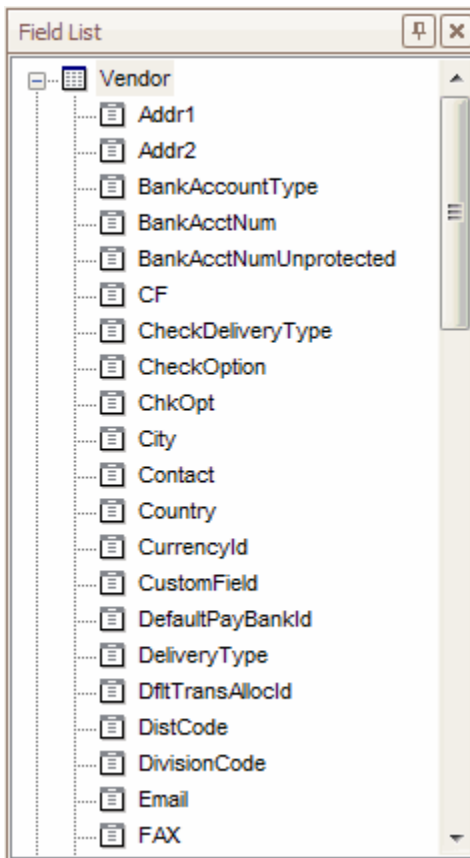 Field List
Vendor
Addr1
Addr2
BankAccountType
BankAcctNum
BankAcctNumUnprotected
CF
CheckDeliveryType
CheckOption
ChkOpt
City
Contact
Country
CurrencyId
CustomField
DefaultPayBankId
DeliveryType
DfltTransAllocId
DistCode
DivisionCode
Email
FAX